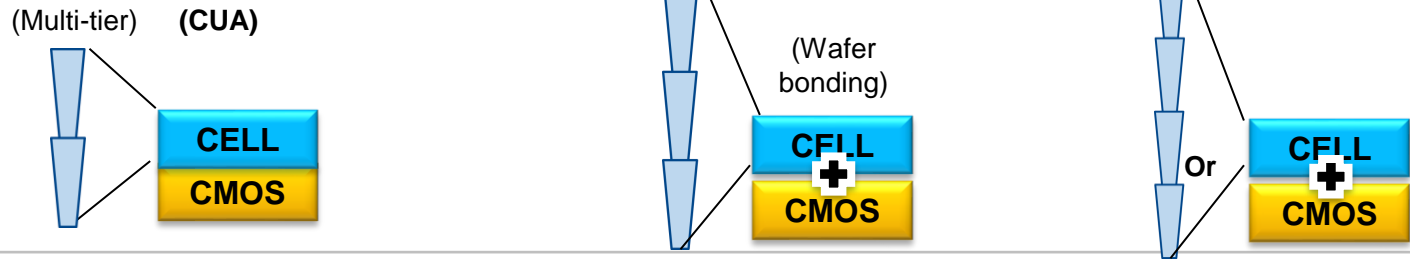 (Multi-tier) (CUA)
CELL
CMOS
(Wafer
bonding)
CELL
CMOS
Or
CELL
CMOS